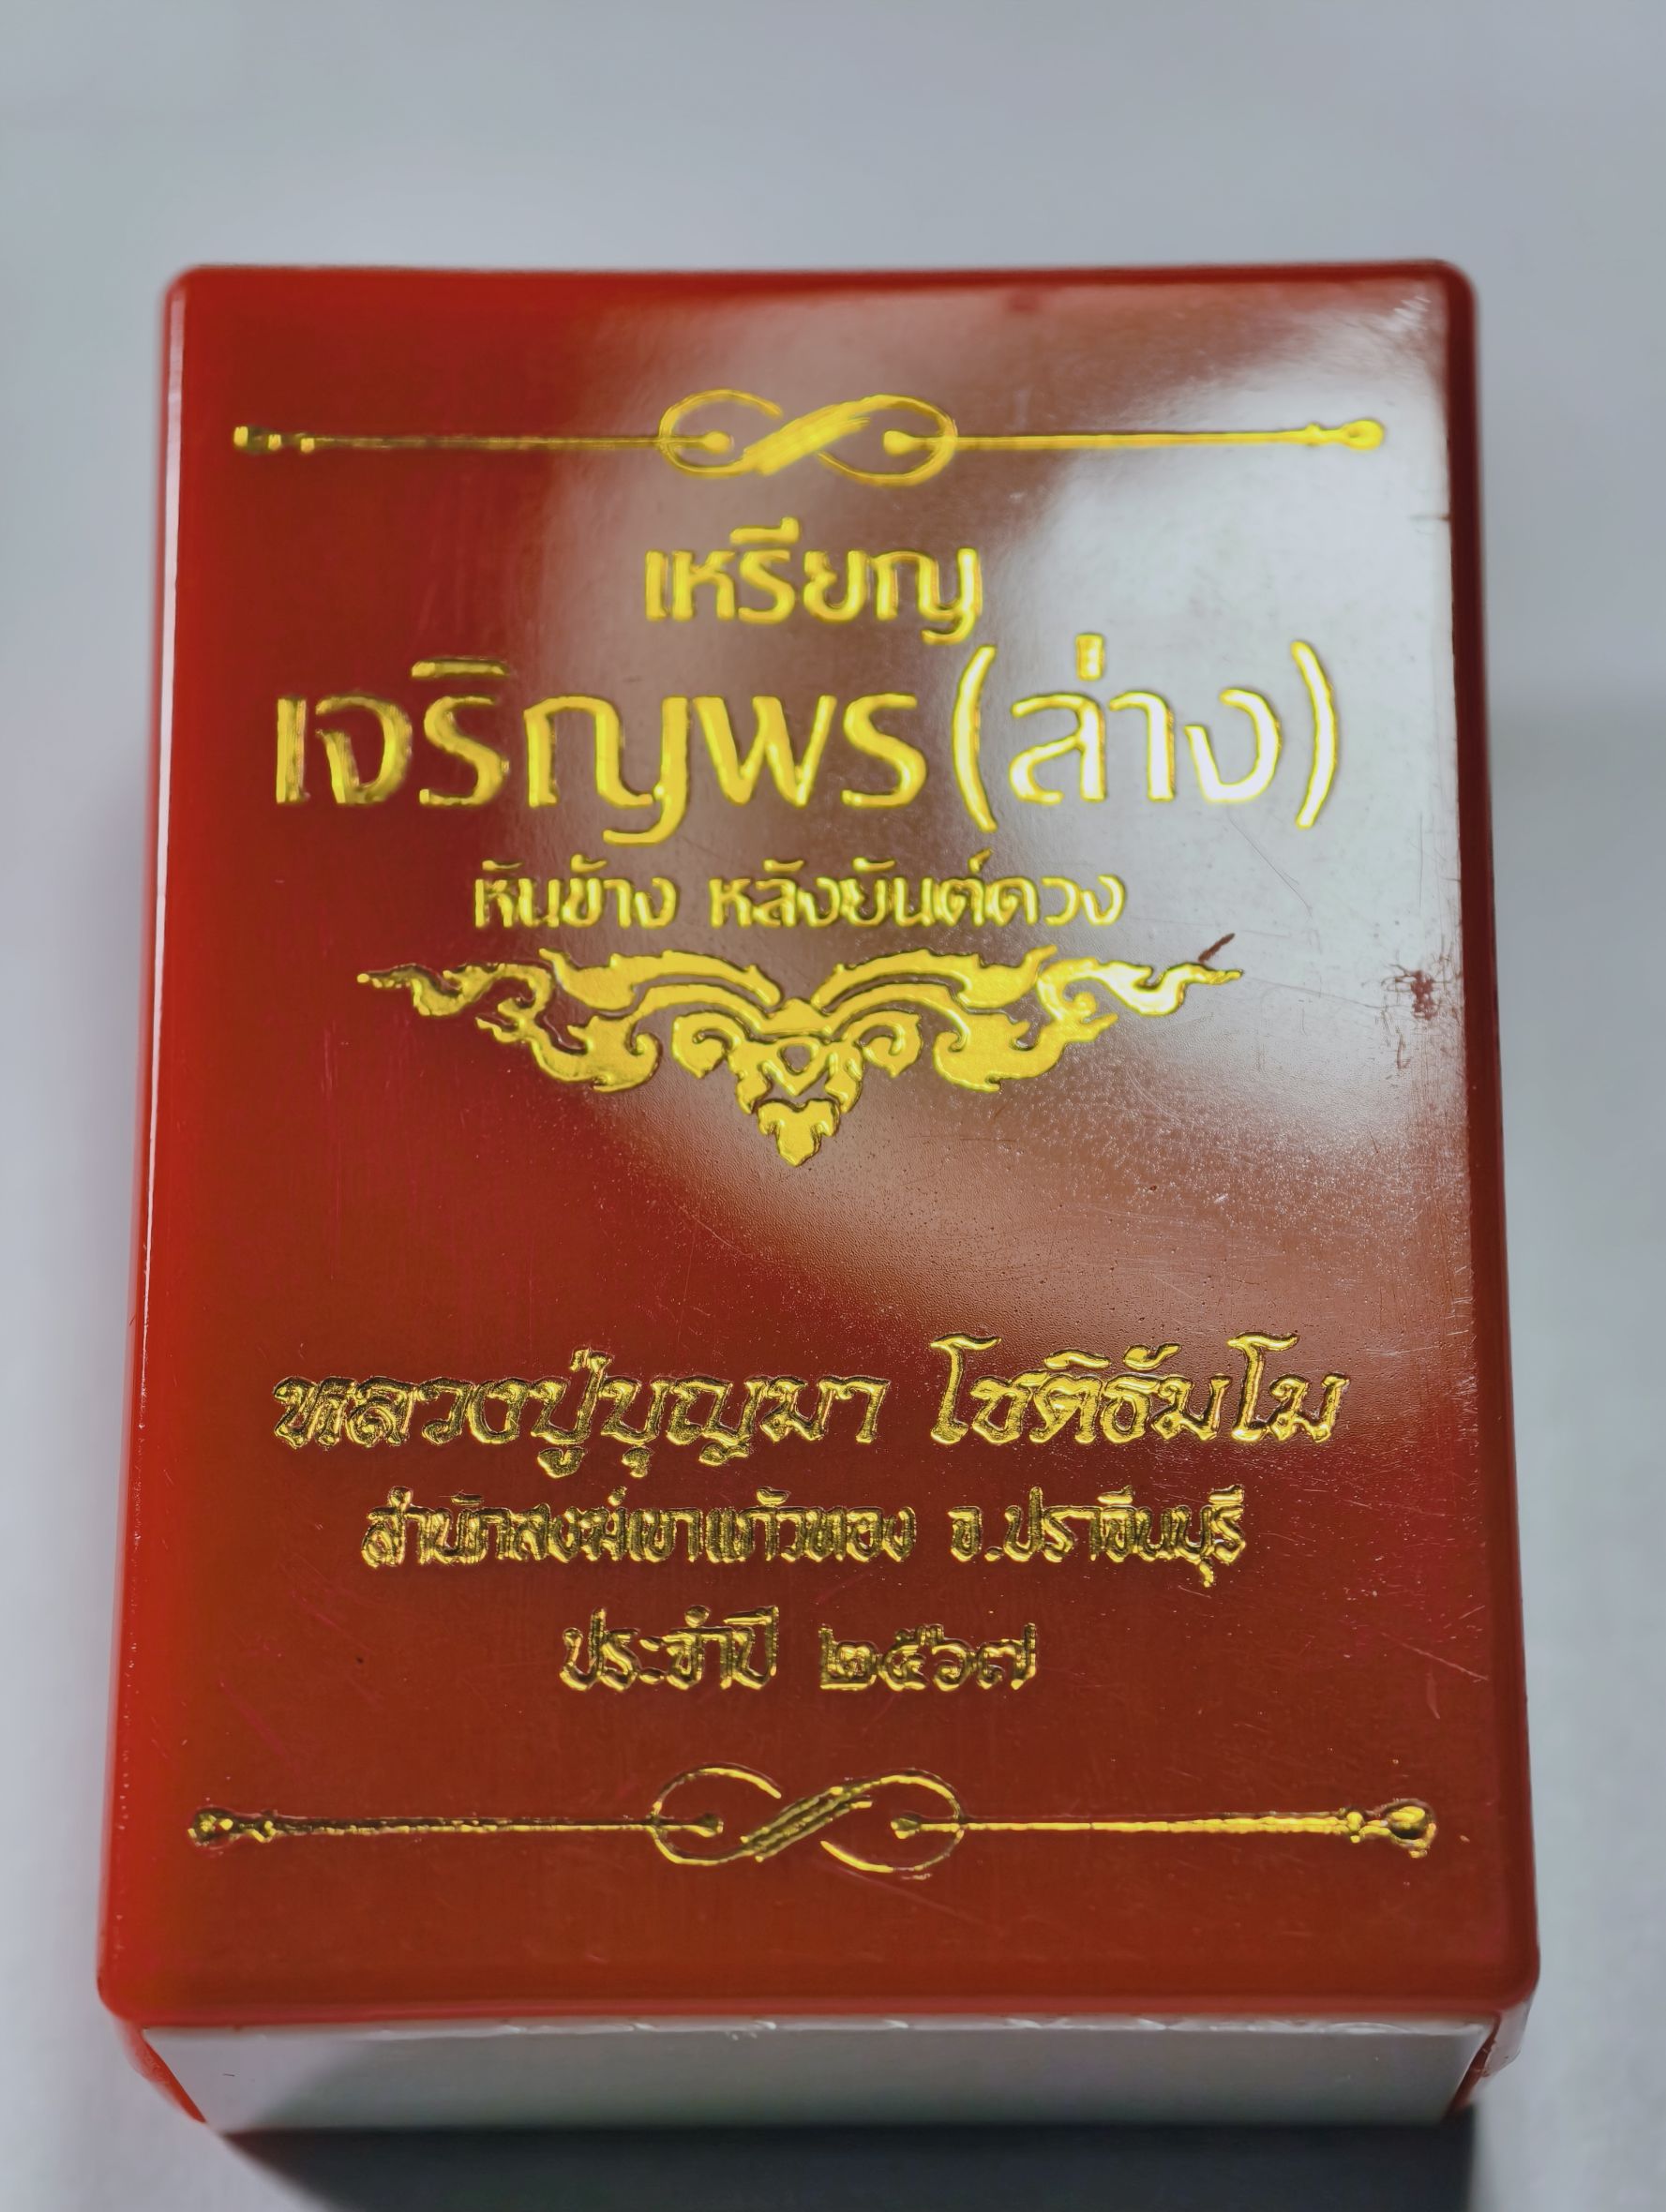 เหรียญ
เจริญพร(ล่าง)
หันข้าง หลังยันต์ดวง
หลวงปู่บุญมา โชติธัมโม
สำนักสงฆ์เขาแก้วทอง จ.ปราจีนบุรี
ประจำปี ๒๕๖๗